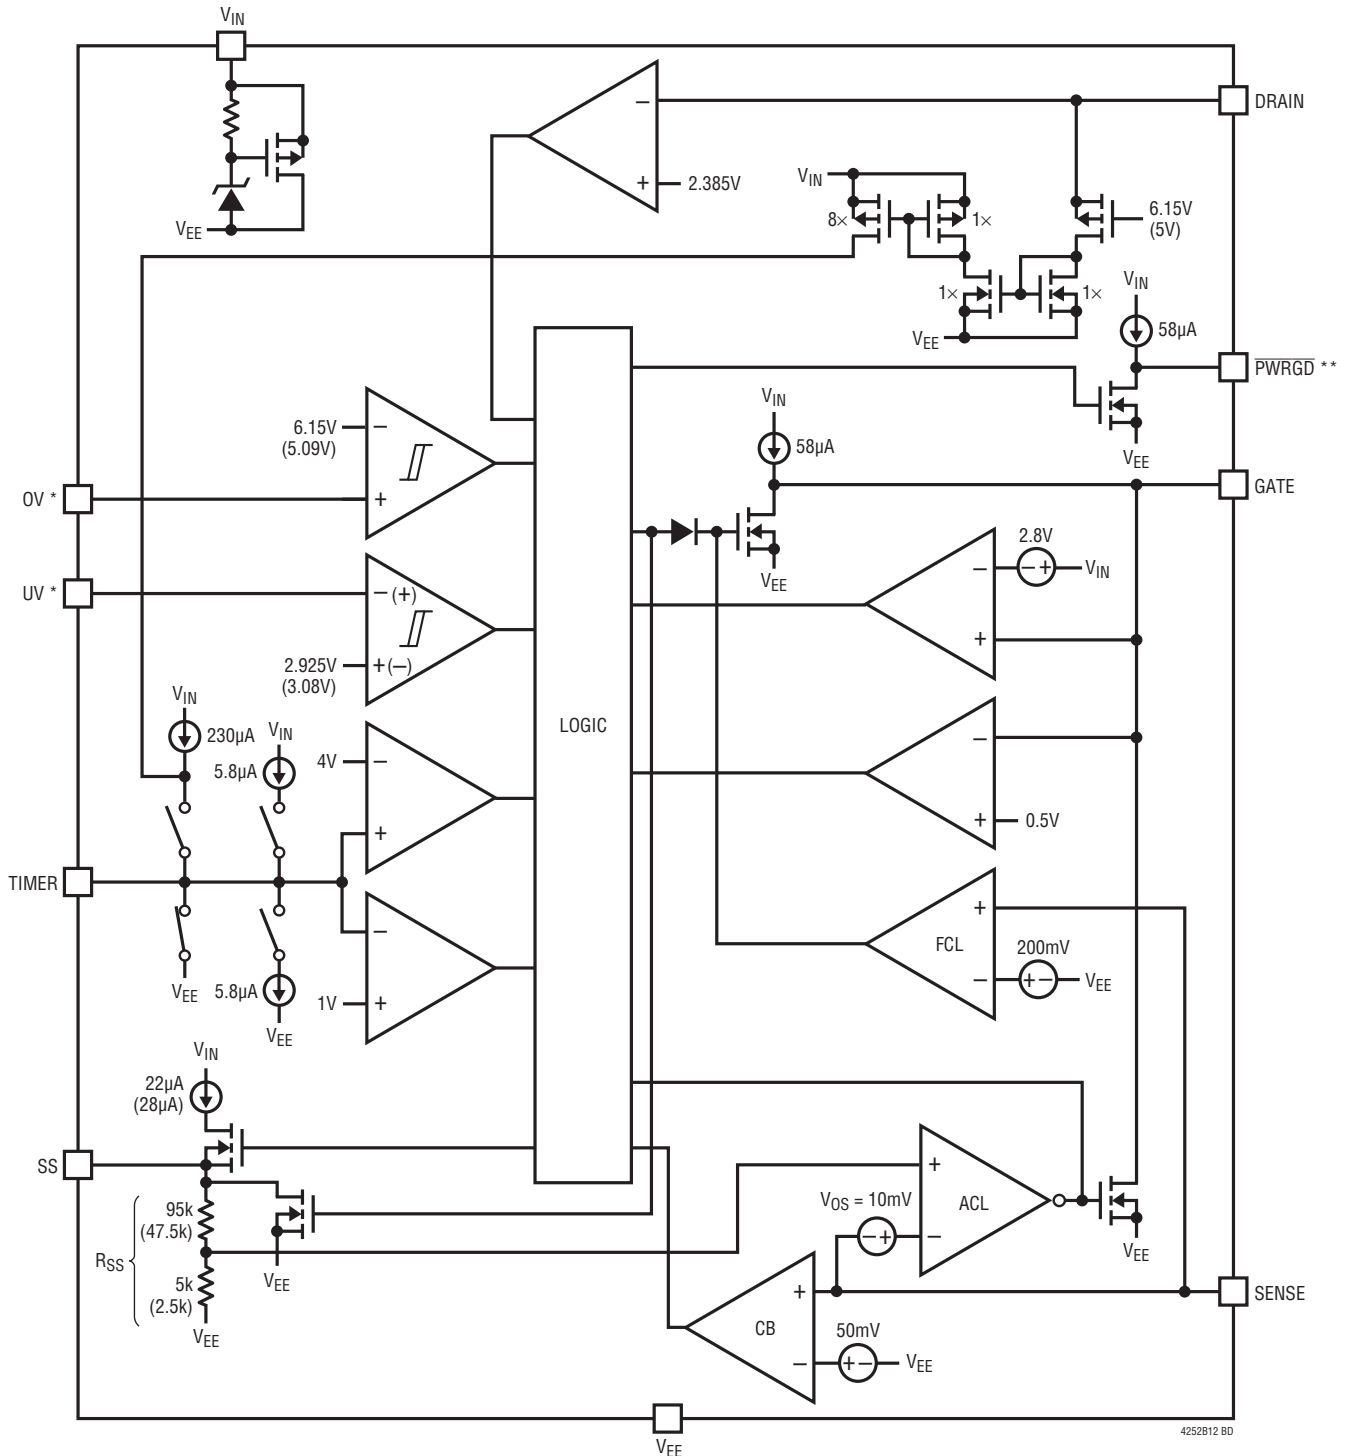 VIN
DRAIN
2.385V
− 
+
VIN
8×
1×
6.15V
(5V)
VEE
1×
1×
VIN
58µA
VEE
PWRGD **
VIN
58µA
VEE
6.15V
(5.09V)
−
+
OV *
GATE
VEE
2.8V
− +
VIN
−
+
UV *
− (+)
2.925V
(3.08V)
+ (−)
LOGIC
VIN
230µA
VIN
5.8µA
4V
−
+
−
+
0.5V
TIMER
−
1V
+
VEE
5.8µA
VEE
+
FCL
−
200mV
+ −
VEE
VIN
22µA
(28µA)
SS
95k
(47.5k)
RSS
5k
(2.5k)
VEE
VEE
+
ACL
−
VOS = 10mV
− +
VEE
SENSE
+
CB
−
50mV
+ −
VEE
VEE
4252B12 BD